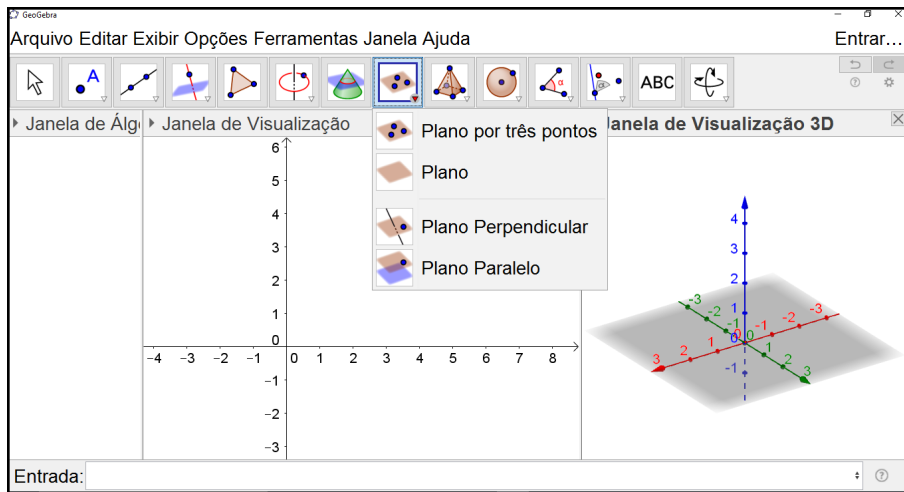 GeoGebra
Arquivo Editar Exibir Opções Ferramentas Janela Ajuda Entrar...
A α ABC
Janela de Álg Janela de Visualização Janela de Visualização 3D
Plano por três pontos
Plano
Plano Perpendicular
Plano Paralelo
6
5
4
3
2
1
0
-4 -3 -2 -1 0 1 2 3 4 5 6 7 8
-1
-2
-3
4
3
2
1
0
-1
-3 -2 -1 0 1 2 3
3 2 1 0 -1 -2 -3
Entrada: